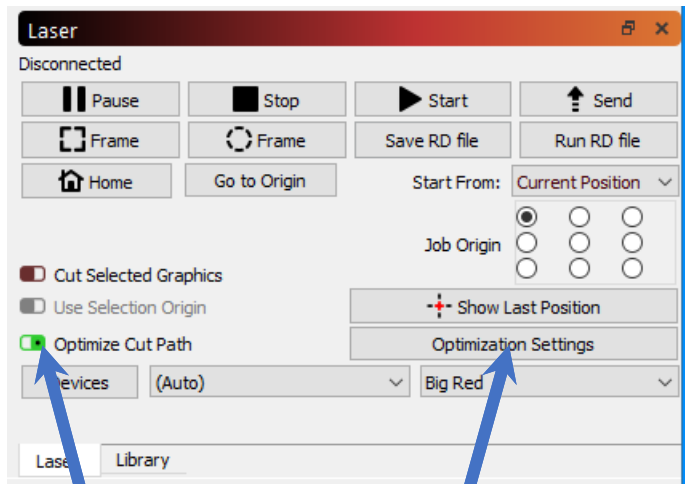 Laser
Disconnected
Pause Stop Start Send
Frame Frame Save RD file Run RD file
Home Go to Origin Start From: Current Position
Job Origin
Cut Selected Graphics
Use Selection Origin Show Last Position
Optimize Cut Path Optimization Settings
Devices (Auto) Big Red
Laser Library